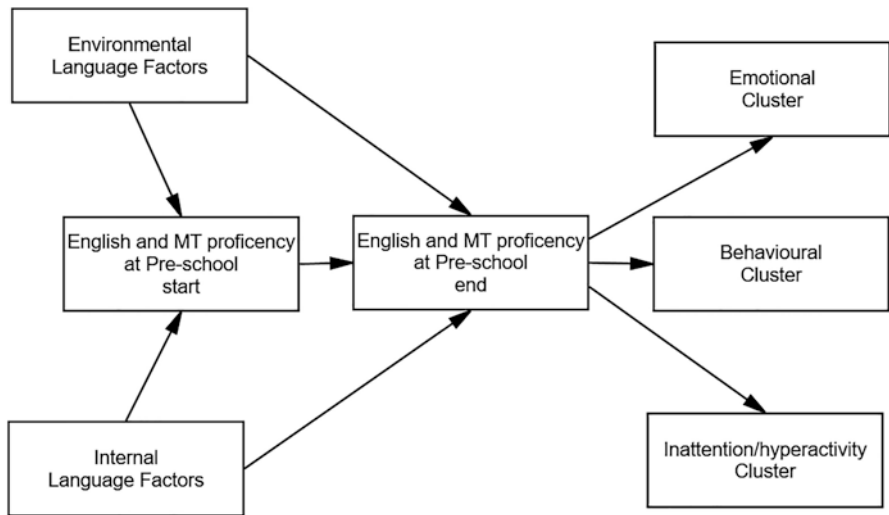 Environmental
Language Factors
Emotional
Cluster
English and MT proficency
at Pre-school
start
English and MT proficency
at Pre-school
end
Behavioural
Cluster
Internal
Language Factors
Inattention/hyperactivity
Cluster